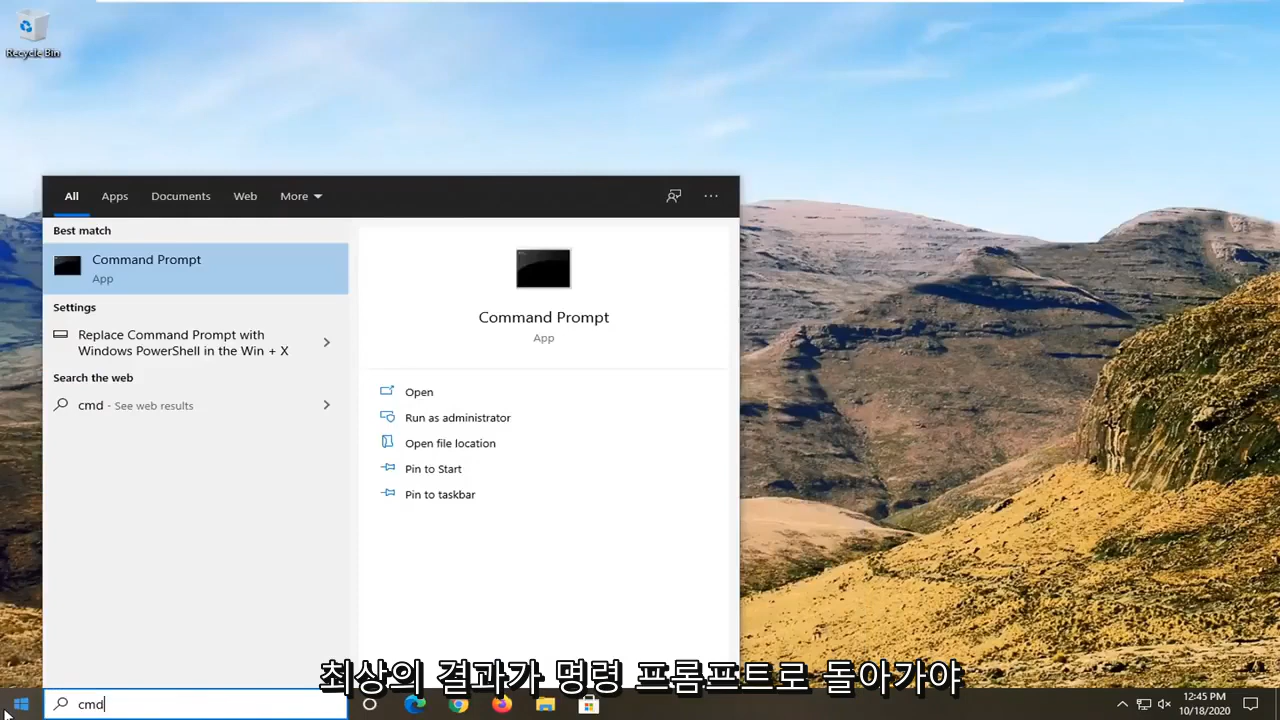 Recycle Bin
All
Apps
Documents
Web
More
Best match
Command Prompt
App
Settings
Replace Command Prompt with
Windows PowerShell in the Win + X
Search the web
cmd - See web results
Command Prompt
App
Open
Run as administrator
Open file location
Pin to Start
Pin to taskbar
최상의 결과가 명령 프롬프트로 돌아가야
cmd
12:45 PM
10/18/2020